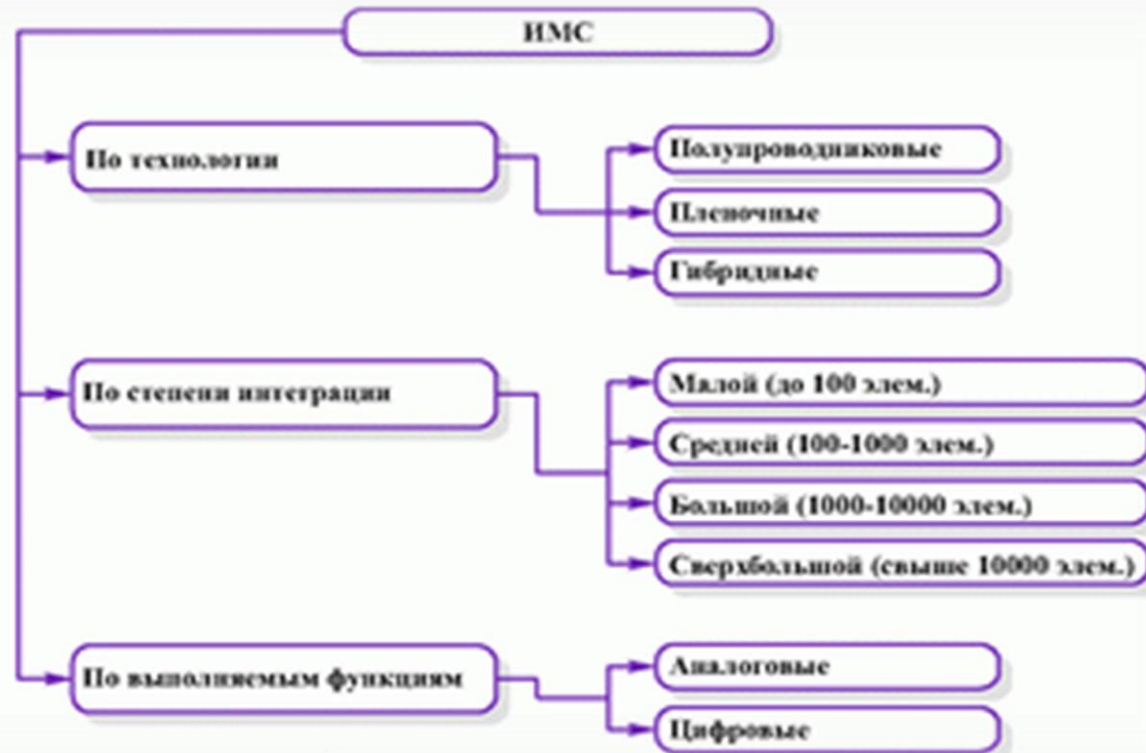 ИМС
По технологии
Полупроводниковые
Пленочные
Гибридные
По степени интеграции
Малой (до 100 элем.)
Средней (100-1000 элем.)
Большой (1000-10000 элем.)
Сверхбольшой (свыше 10000 элем.)
По выполняемым функциям
Аналоговые
Цифровые